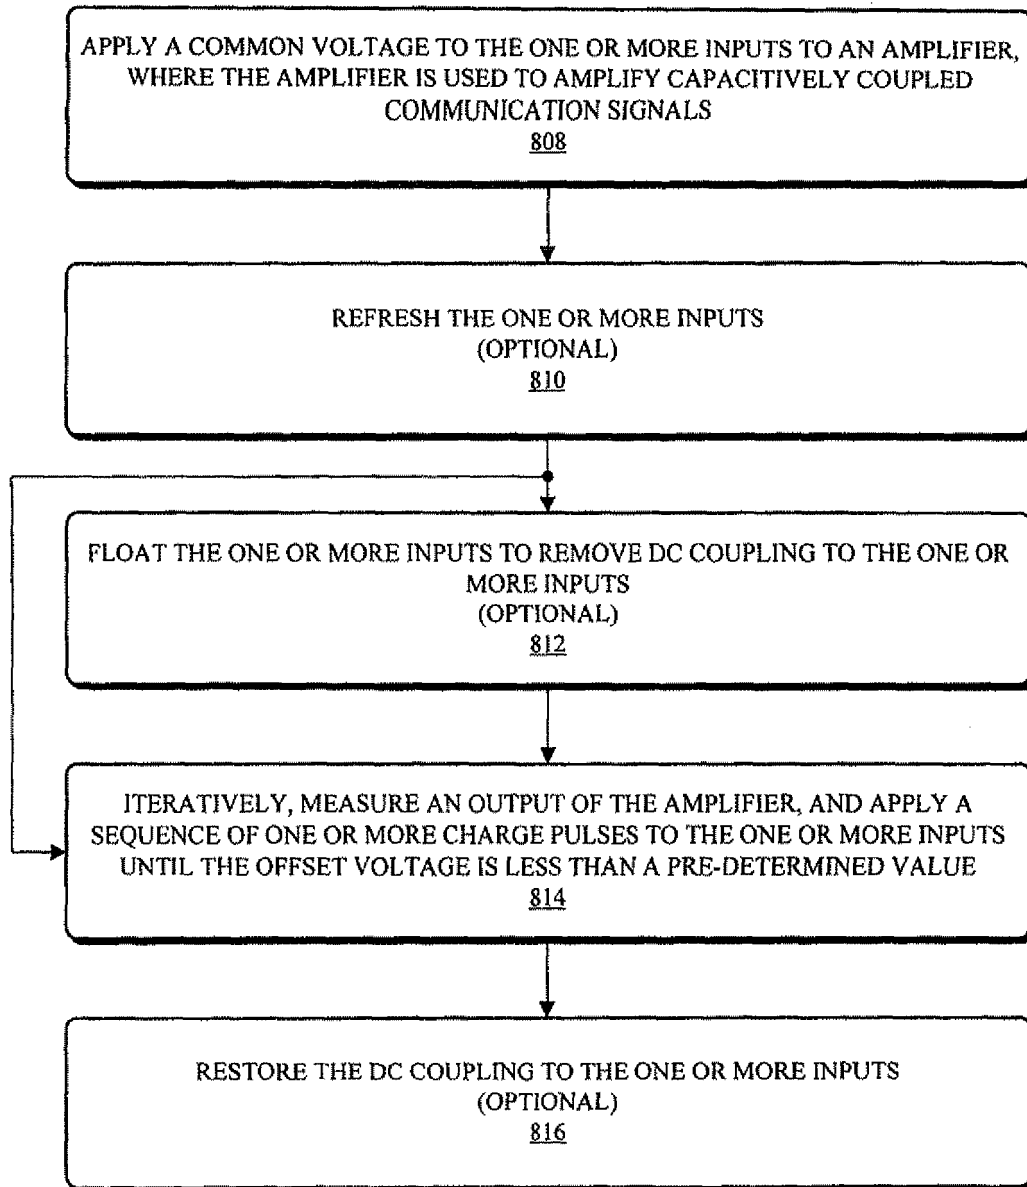 APPLY A COMMON VOLTAGE TO THE ONE OR MORE INPUTS TO AN AMPLIFIER,
WHERE THE AMPLIFIER IS USED TO AMPLIFY CAPACITIVELY COUPLED
COMMUNICATION SIGNALS
808
REFRESH THE ONE OR MORE INPUTS
(OPTIONAL)
810
FLOAT THE ONE OR MORE INPUTS TO REMOVE DC COUPLING TO THE ONE OR
MORE INPUTS
(OPTIONAL)
812
ITERATIVELY, MEASURE AN OUTPUT OF THE AMPLIFIER, AND APPLY A
SEQUENCE OF ONE OR MORE CHARGE PULSES TO THE ONE OR MORE INPUTS
UNTIL THE OFFSET VOLTAGE IS LESS THAN A PRE-DETERMINED VALUE
814
RESTORE THE DC COUPLING TO THE ONE OR MORE INPUTS
(OPTIONAL)
816